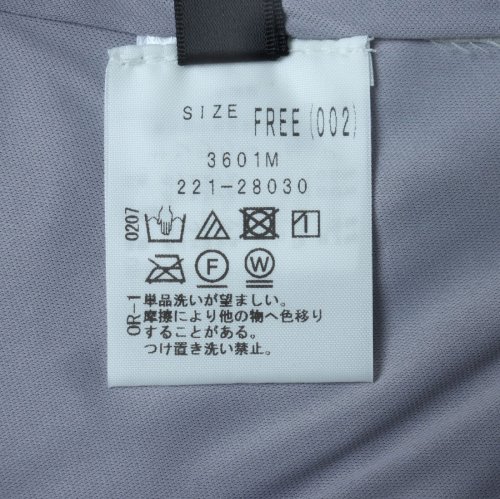 SIZE FREE(002)
3601M
221-28030
0207
F W
OR-1
単品洗いが望ましい。
摩擦により他の物へ色移り
することがある。
つけ置き洗い禁止。